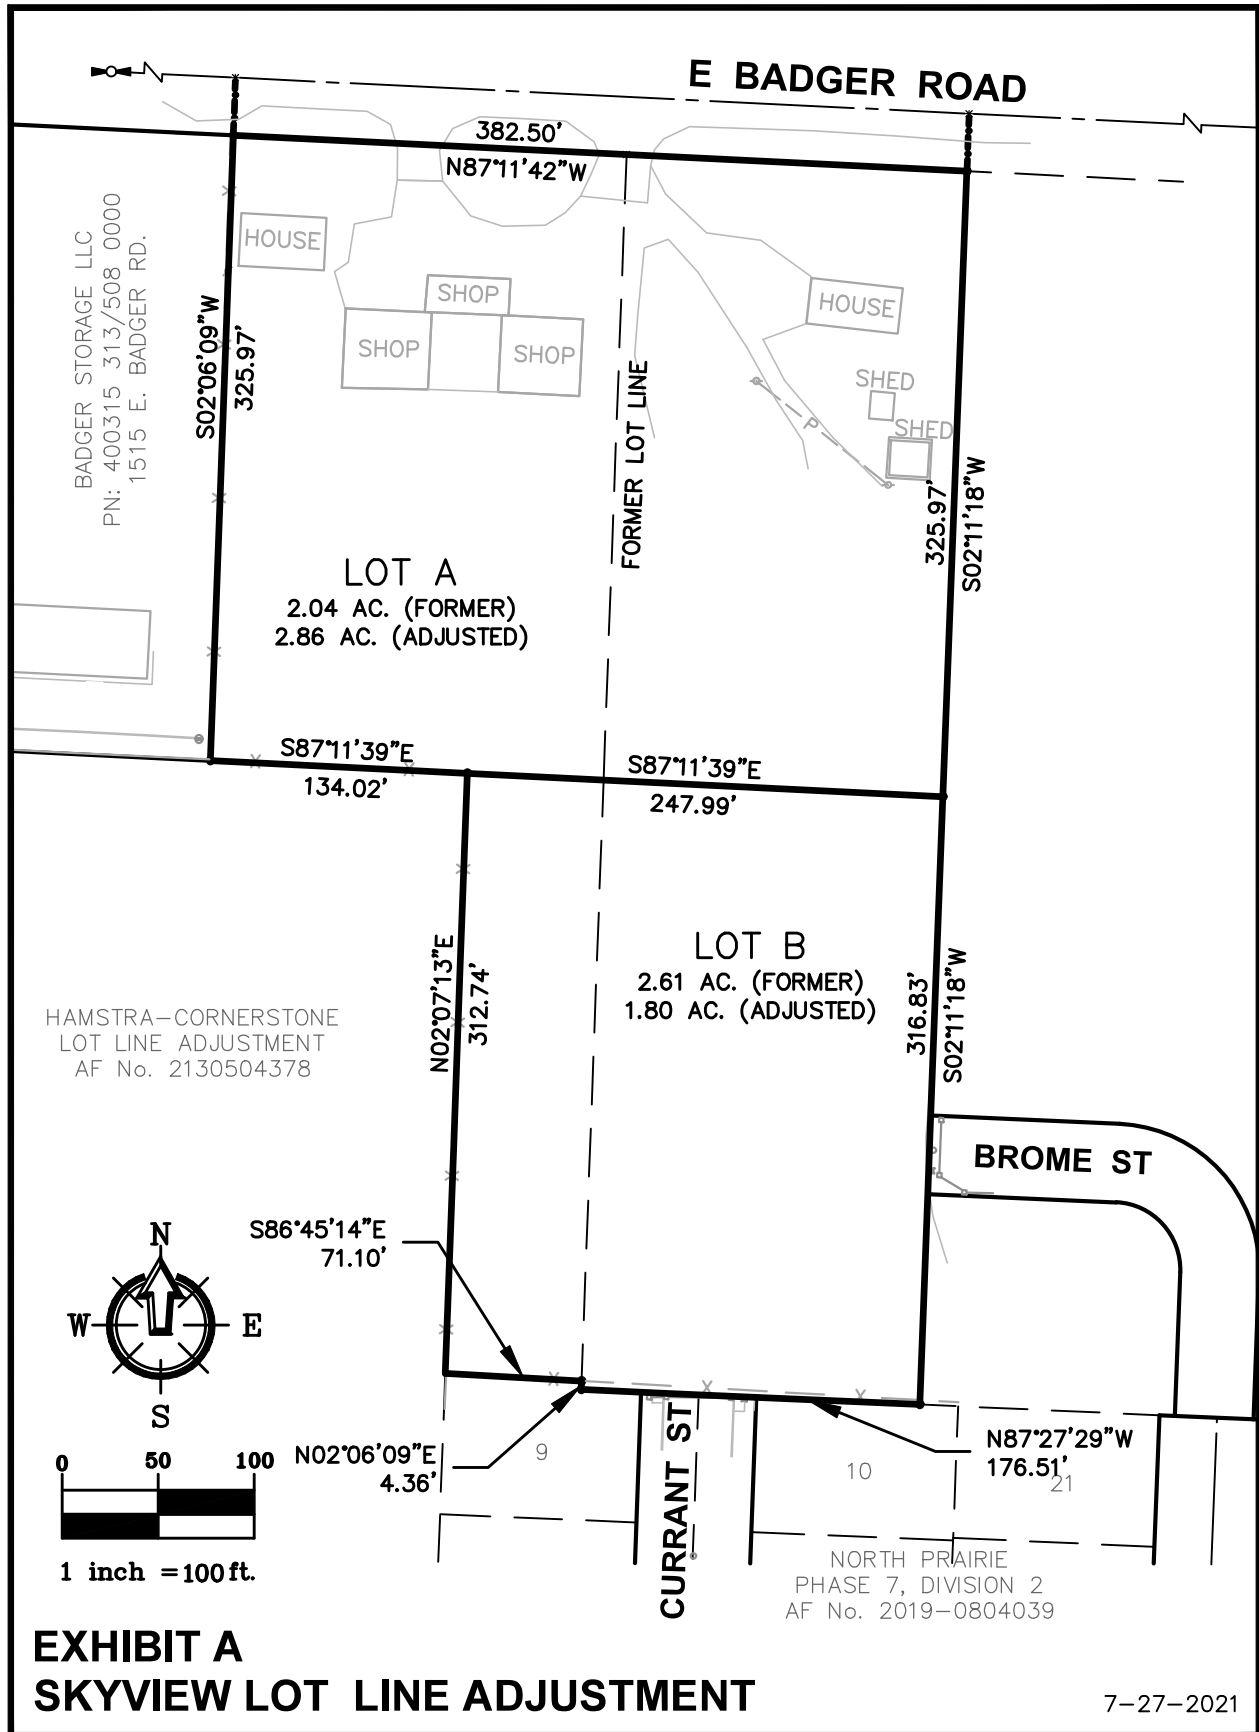 E BADGER ROAD
382.50'
N87°11'42"W
BADGER STORAGE LLC
PN: 400315 313/508 0000
1515 E. BADGER RD.
S02°06'09"W
325.97'
HOUSE
SHOP
SHOP
SHOP
FORMER LOT LINE
HOUSE
SHED
SHED
P
325.97'
S02°11'18"W
LOT A
2.04 AC. (FORMER)
2.86 AC. (ADJUSTED)
S87°11'39"E
134.02'
S87°11'39"E
247.99'
LOT B
2.61 AC. (FORMER)
1.80 AC. (ADJUSTED)
N02°07'13"E
312.74'
316.83'
S02°11'18"W
HAMSTRA-CORNERSTONE
LOT LINE ADJUSTMENT
AF No. 2130504378
BROME ST
S86°45'14"E
71.10'
N
W E
S
N02°06'09"E
4.36'
9
CURRANT ST
10
N87°27'29"W
176.51'
21
0 50 100
1 inch =100 ft.
NORTH PRAIRIE
PHASE 7, DIVISION 2
AF No. 2019-0804039
EXHIBIT A
SKYVIEW LOT LINE ADJUSTMENT
7-27-2021